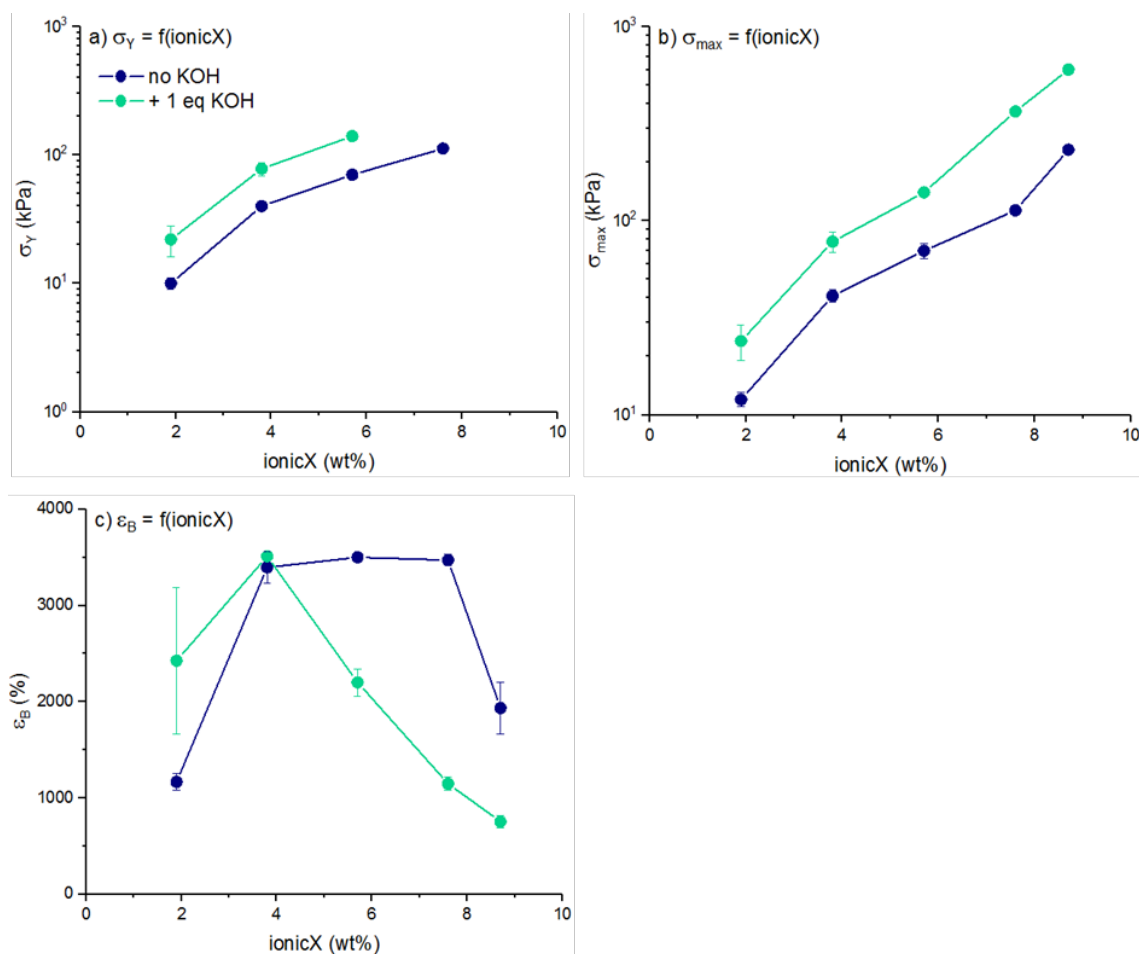 a) σY = f(ionicX)
no KOH
+ 1 eq KOH
10³
10²
10¹
10⁰
σY (kPa)
0 2 4 6 8 10
ionicX (wt%)
b) σmax = f(ionicX)
10³
10²
10¹
σmax (kPa)
0 2 4 6 8 10
ionicX (wt%)
c) εB = f(ionicX)
4000
3000
2000
1000
0
εB (%)
0 2 4 6 8 10
ionicX (wt%)